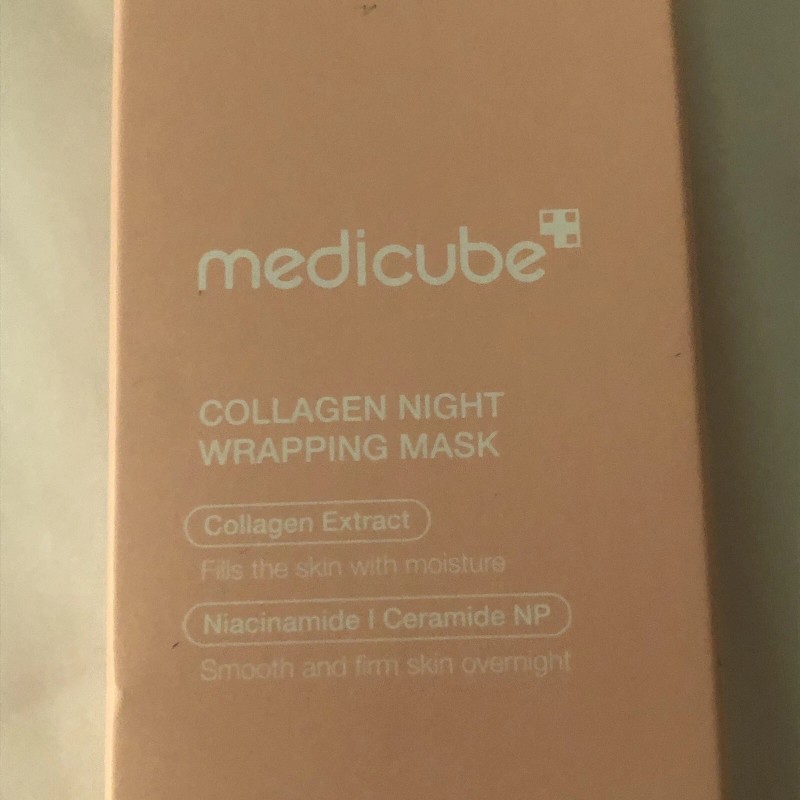 medicube
COLLAGEN NIGHT
WRAPPING MASK
Collagen Extract
Fills the skin with moisture
Niacinamide | Ceramide NP
Smooth and firm skin overnight